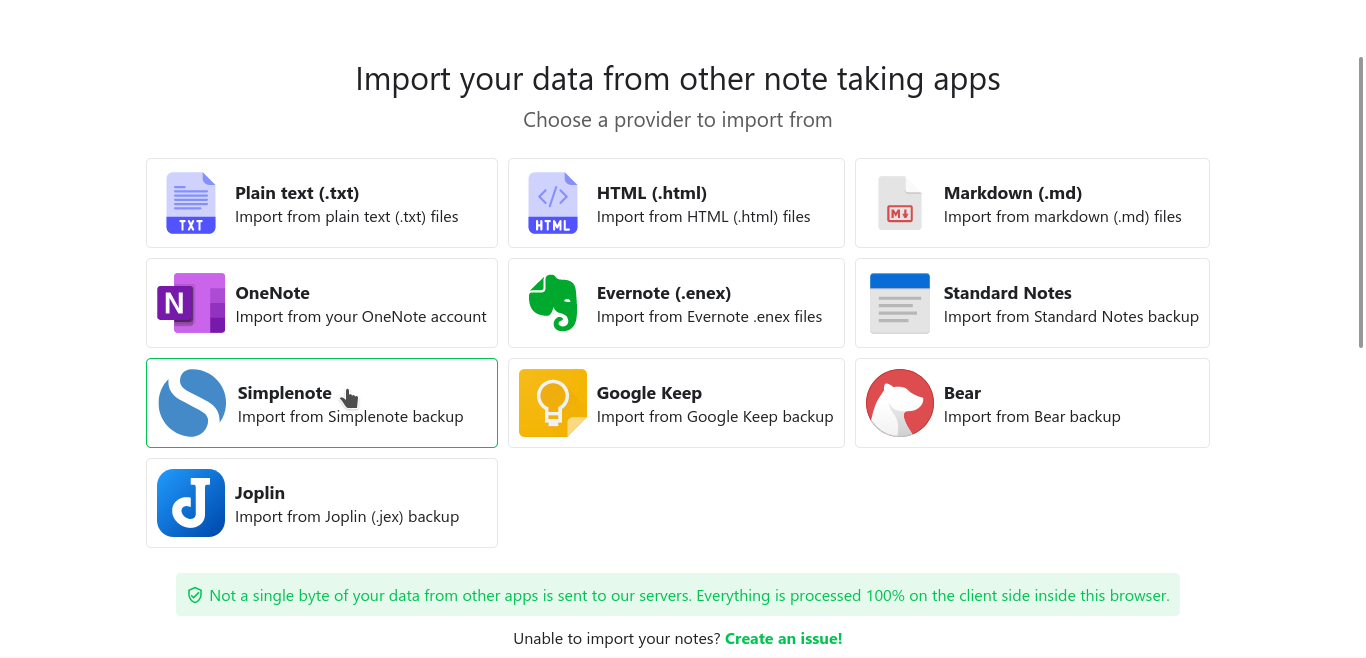 Import your data from other note taking apps
Choose a provider to import from
Plain text (.txt)
Import from plain text (.txt) files
TXT
HTML (.html)
Import from HTML (.html) files
</>
HTML
Markdown (.md)
Import from markdown (.md) files
M
OneNote
Import from your OneNote account
N
Evernote (.enex)
Import from Evernote .enex files
Standard Notes
Import from Standard Notes backup
Simplenote
Import from Simplenote backup
Google Keep
Import from Google Keep backup
Bear
Import from Bear backup
J
Joplin
Import from Joplin (.jex) backup
Not a single byte of your data from other apps is sent to our servers. Everything is processed 100% on the client side inside this browser.
Unable to import your notes? Create an issue!